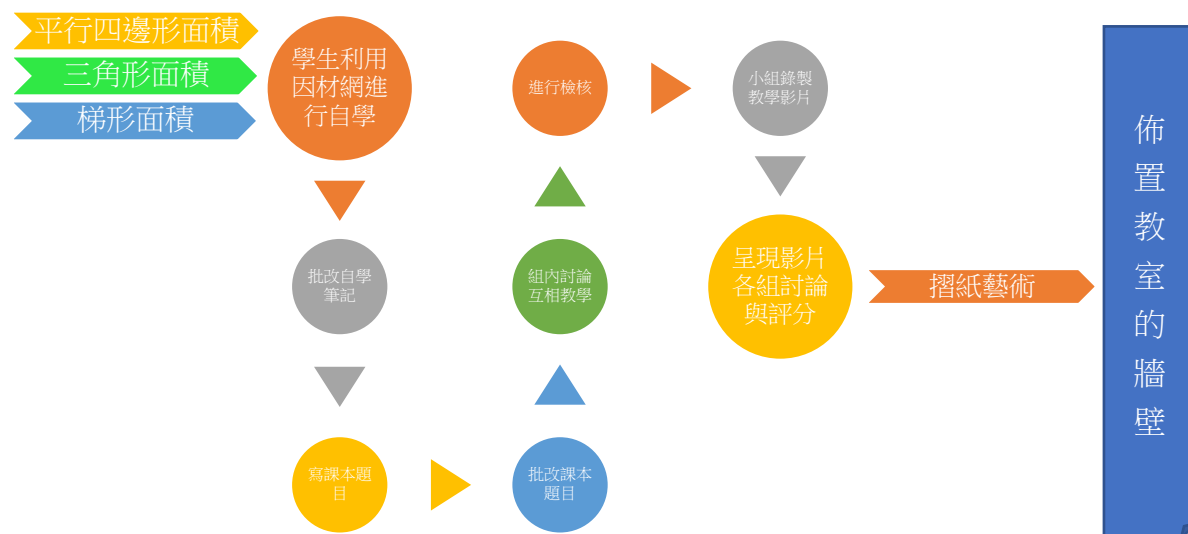 平行四邊形面積
三角形面積
梯形面積
學生利用
因材網進
行自學
批改自學
筆記
寫課本題
目
批改課本
題目
組內討論
互相教學
進行檢核
小組錄製
教學影片
呈現影片
各組討論
與評分
摺紙藝術
佈置教室的牆壁